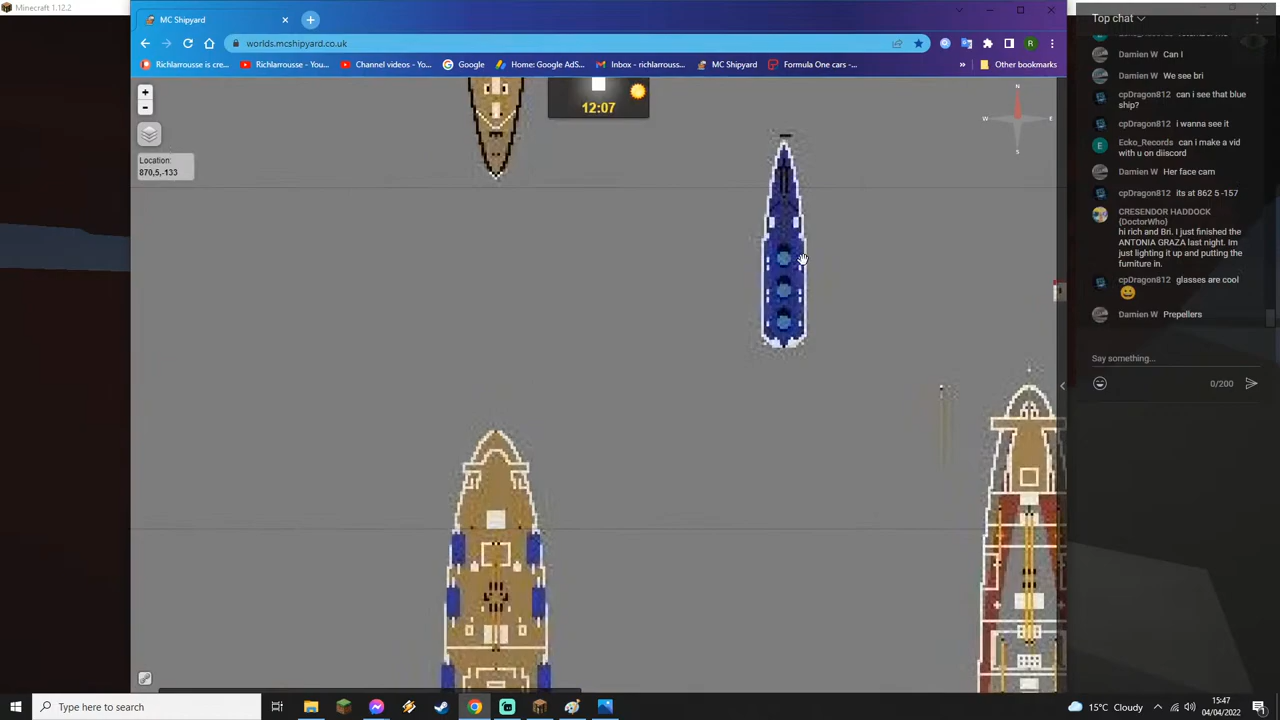 Minecraft 1.12.2
MC Shipyard
Top chat
worlds.mcshipyard.co.uk
Richlarrousse is cre...
Richlarrousse - You...
Channel videos - Yo...
Google
Home: Google AdS...
Inbox - richlarrous...
MC Shipyard
Formula One cars -...
»
Other bookmarks
R
+
-
Location:
870,5,-133
12:07
N
W
E
S
Damien W Can I
Damien W We see bri
cpDragon812 can i see that blue
ship?
cpDragon812 i wanna see it
Ecko_Records can i make a vid
with u on diiscord
Damien W Her face cam
cpDragon812 its at 862 5 -157
CRESENDOR HADDOCK
{DoctorWho}
hi rich and Bri. I just finished the
ANTONIA GRAZA last night. Im
just lighting it up and putting the
furniture in.
cpDragon812 glasses are cool
Damien W Prepellers
Say something...
0/200
Type here to search
15°C Cloudy
15:47
04/04/2022